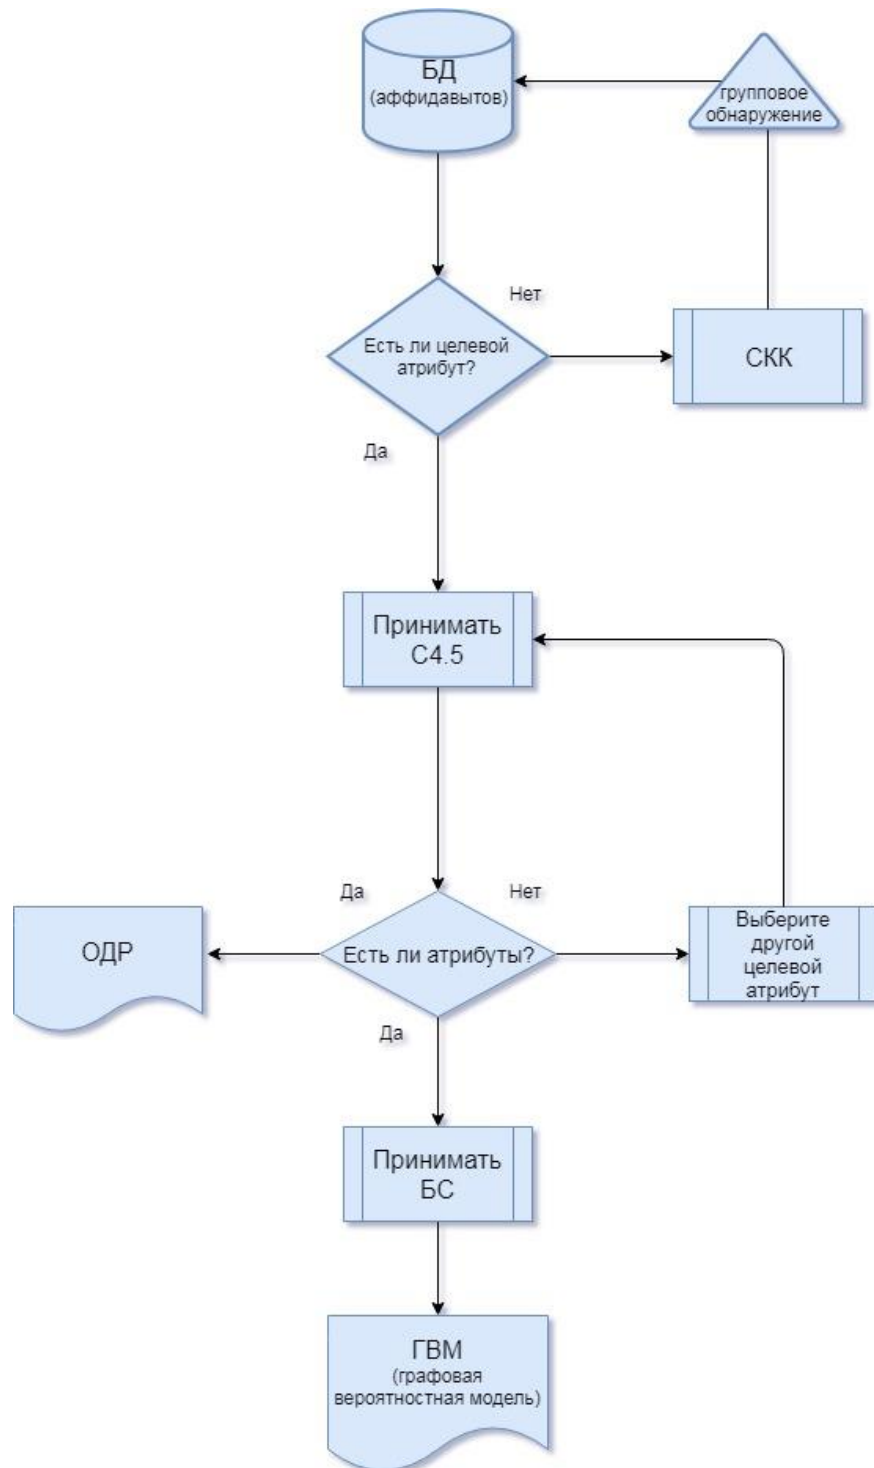 БД
(аффидавытов)
групповое
обнаружение
Нет
Есть ли целевой
атрибут?
СКК
Да
Принимать
С4.5
Да
Нет
ОДР
Есть ли атрибуты?
Выберите
другой
целевой
атрибут
Да
Принимать
БС
ГВМ
(графовая
вероятностная модель)